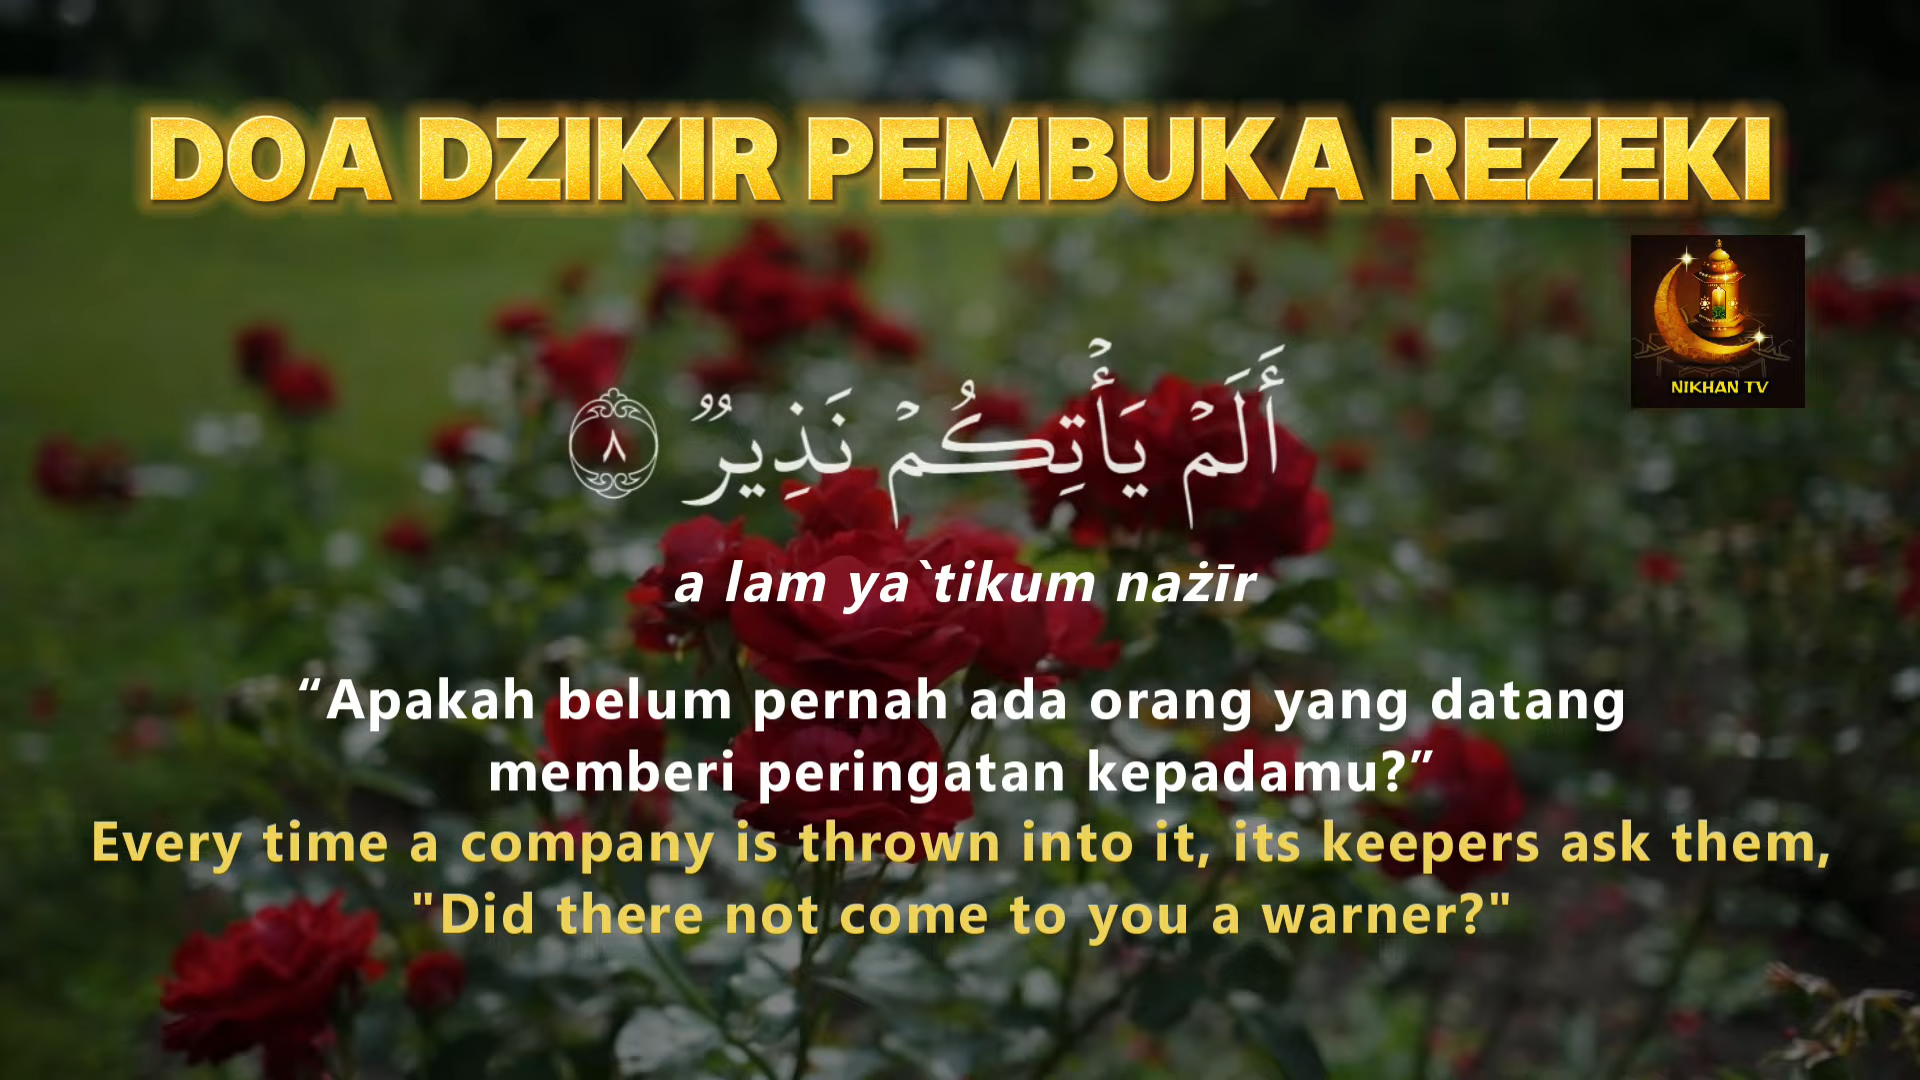 DOA DZIKIR PEMBUKA REZEKI
NIKHAN TV
أَلَمۡ يَأۡتِكُمۡ نَذِيرٞ ٨
a lam ya`tikum nażīr
“Apakah belum pernah ada orang yang datang
memberi peringatan kepadamu?”
Every time a company is thrown into it, its keepers ask them,
"Did there not come to you a warner?"